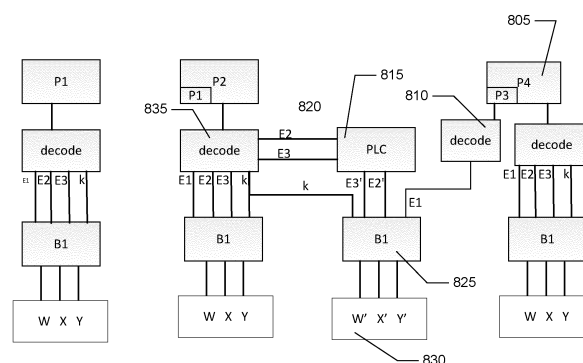 805
P1
P2
P1
815
P4
P3
835
820
810
E2
decode
decode
E3
PLC
decode
decode
E1 E2 E3 k
E1 E2 E3 k
k
E3' E2'
E1
E1 E2 E3 k
B1
B1
B1
B1
825
W X Y
W X Y
W' X' Y'
W X Y
830